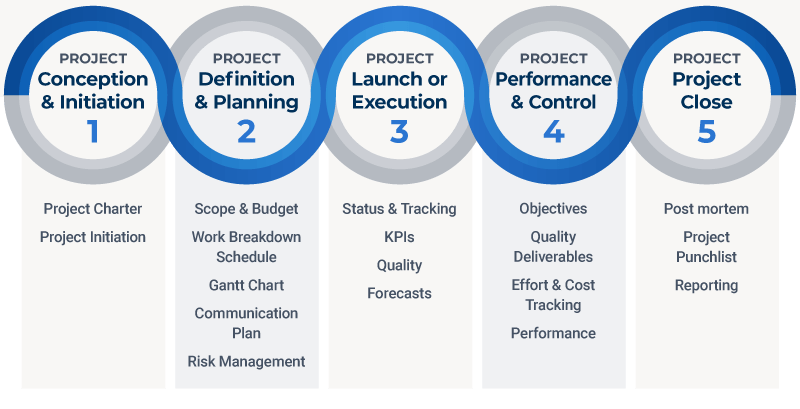 PROJECT
Conception
& Initiation
1
Project Charter
Project Initiation
PROJECT
Definition
& Planning
2
Scope & Budget
Work Breakdown
Schedule
Gantt Chart
Communication
Plan
Risk Management
PROJECT
Launch or
Execution
3
Status & Tracking
KPIs
Quality
Forecasts
PROJECT
Performance
& Control
4
Objectives
Quality
Deliverables
Effort & Cost
Tracking
Performance
PROJECT
Project
Close
5
Post mortem
Project
Punchlist
Reporting